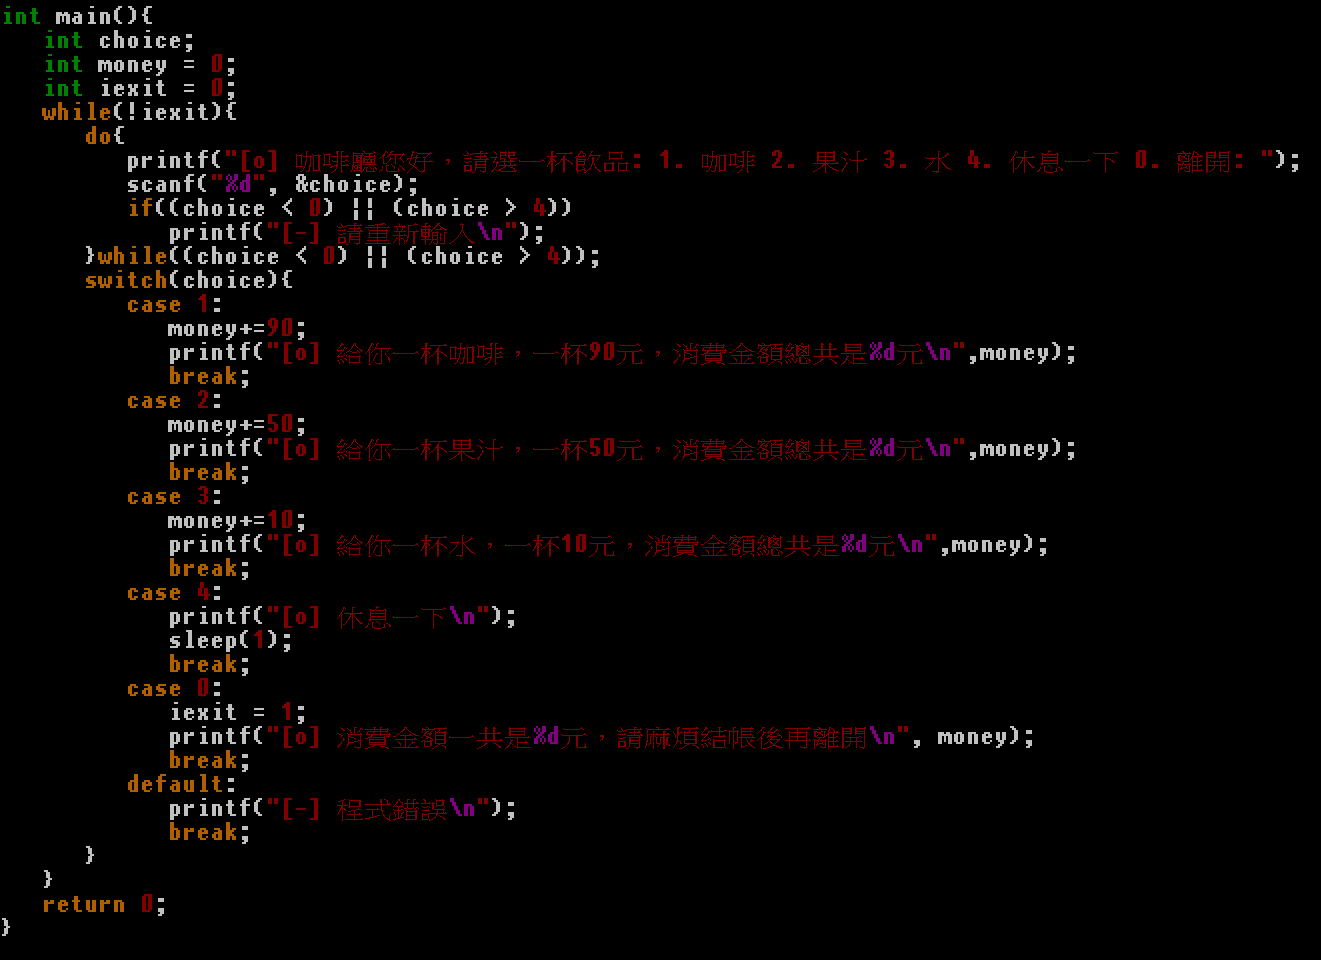 int main(){
int choice;
int money = 0;
int iexit = 0;
while(!iexit){
do{
printf("[o] 咖啡廳您好，請選一杯飲品: 1. 咖啡 2. 果汁 3. 水 4. 休息一下 0. 離開: ");
scanf("%d", &choice);
if((choice < 0) || (choice > 4))
printf("[-] 請重新輸入\n");
}while((choice < 0) || (choice > 4));
switch(choice){
case 1:
money+=90;
printf("[o] 給你一杯咖啡，一杯90元，消費金額總共是%d元\n",money);
break;
case 2:
money+=50;
printf("[o] 給你一杯果汁，一杯50元，消費金額總共是%d元\n",money);
break;
case 3:
money+=10;
printf("[o] 給你一杯水，一杯10元，消費金額總共是%d元\n",money);
break;
case 4:
printf("[o] 休息一下\n");
sleep(1);
break;
case 0:
iexit = 1;
printf("[o] 消費金額一共是%d元，請麻煩結帳後再離開\n", money);
break;
default:
printf("[-] 程式錯誤\n");
break;
}
}
return 0;
}